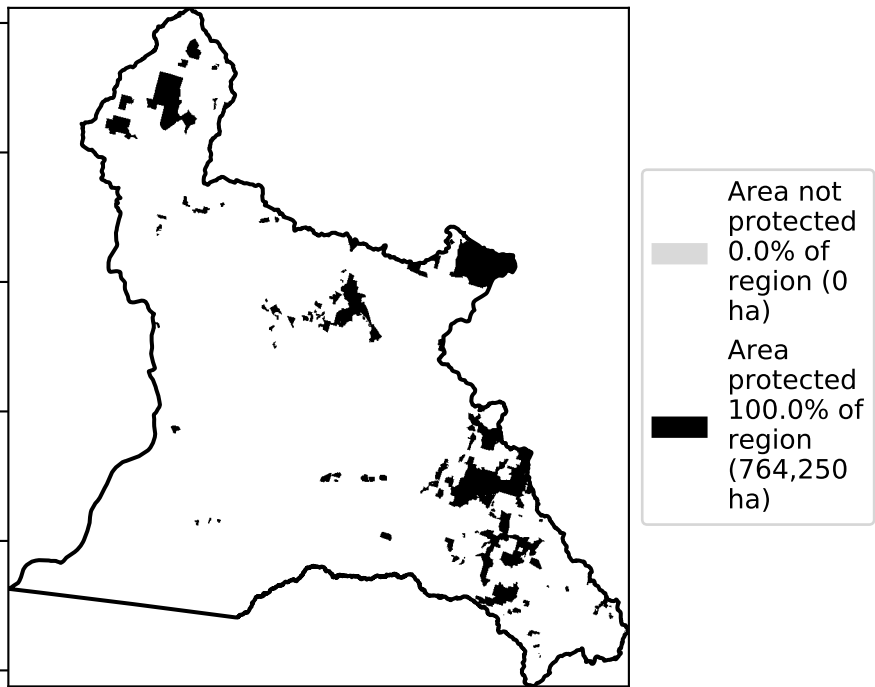 Area not
protected
0.0% of
region (0
ha)
Area
protected
100.0% of
region
(764,250
ha)